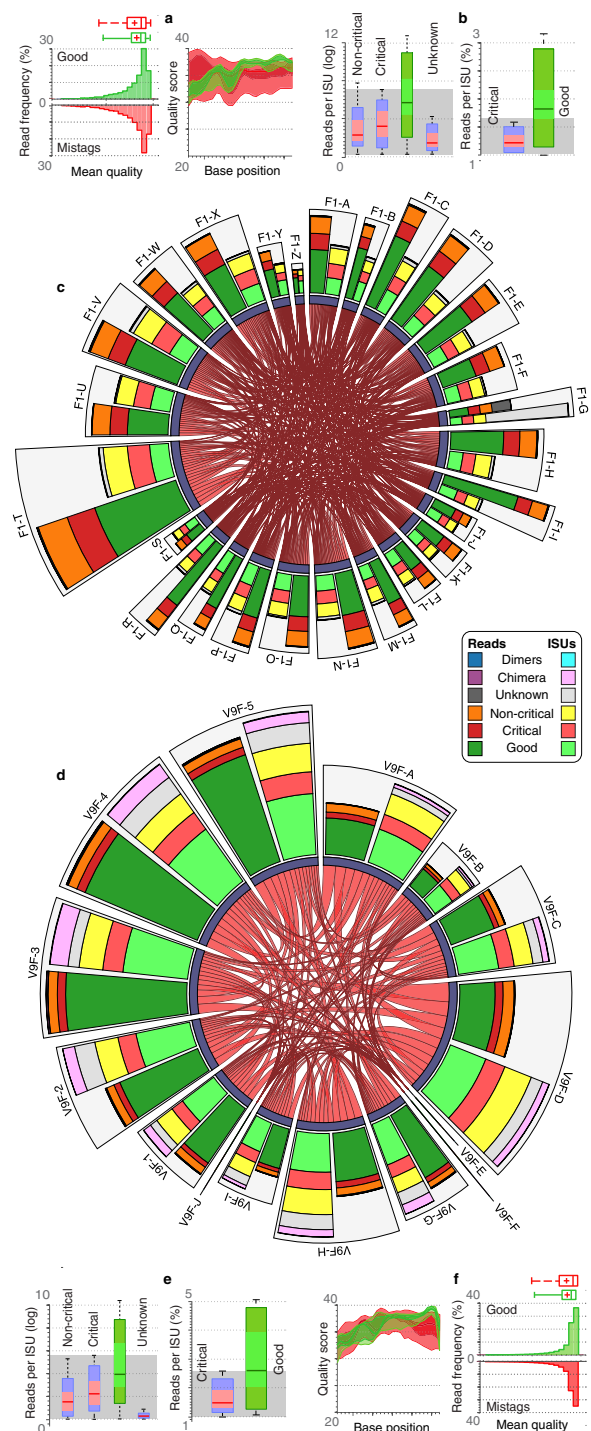 a
b
30
Good
0
Mistags
30
Read frequency (%)
Mean quality
40
Quality score
20
Base position
12
Reads per ISU (log)
0
Non-critical
Critical
Unknown
3
Reads per ISU (%)
1
Critical
Good
c
F1-A
F1-B
F1-C
F1-D
F1-E
F1-F
F1-G
F1-H
F1-I
F1-J
F1-K
F1-L
F1-M
F1-N
F1-O
F1-P
F1-Q
F1-R
F1-S
F1-T
F1-U
F1-V
F1-W
F1-X
F1-Y
F1-Z
Reads ISUs
Dimers
Chimera
Unknown
Non-critical
Critical
Good
d
V9F-A
V9F-B
V9F-C
V9F-D
V9F-E
V9F-F
V9F-G
V9F-H
V9F-I
V9F-J
V9F-1
V9F-2
V9F-3
V9F-4
V9F-5
e
f
10
Reads per ISU (log)
0
Non-critical
Critical
Unknown
5
Reads per ISU (%)
1
Critical
Good
40
Quality score
20
Base position
40
Good
0
Mistags
40
Read frequency (%)
Mean quality